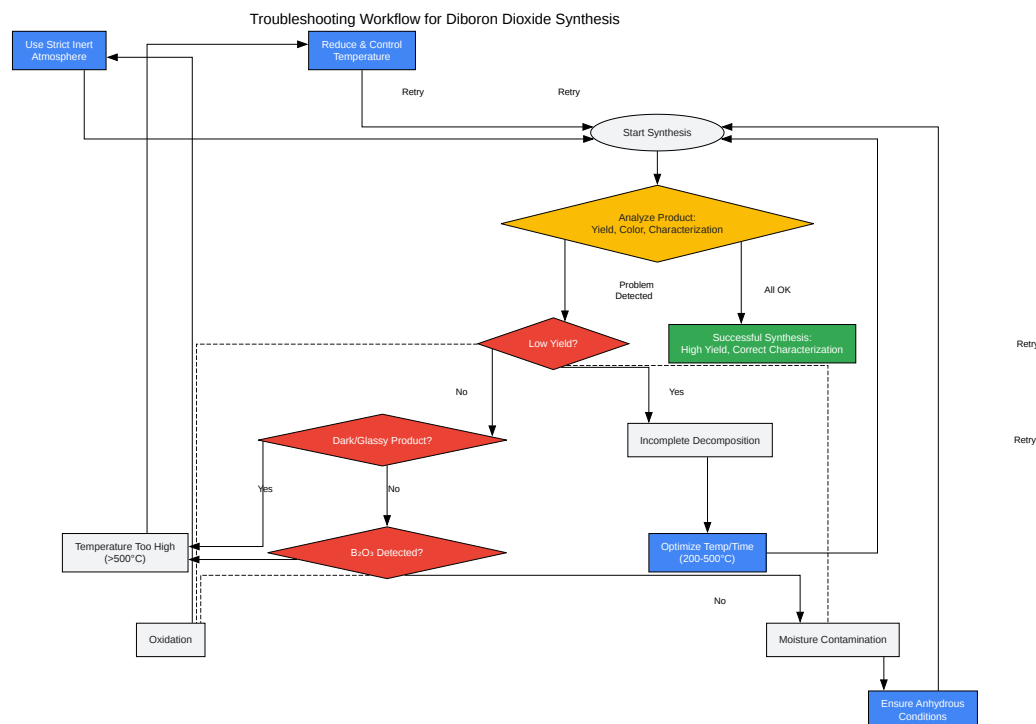 Troubleshooting Workflow for Diboron Dioxide Synthesis
Use Strict Inert
Atmosphere
Reduce & Control
Temperature
Retry
Retry
Start Synthesis
Analyze Product:
Yield, Color, Characterization
Problem
Detected
All OK
Low Yield?
Successful Synthesis:
High Yield, Correct Characterization
Retry
No
Yes
Dark/Glassy Product?
Incomplete Decomposition
Retry
Yes
No
Temperature Too High
(>500°C)
B₂O₃ Detected?
Optimize Temp/Time
(200-500°C)
No
Oxidation
Moisture Contamination
Ensure Anhydrous
Conditions